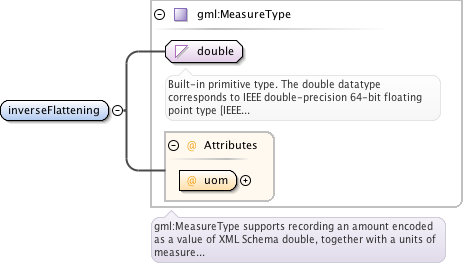 gml:MeasureType
double
Built-in primitive type. The double datatype
corresponds to IEEE double-precision 64-bit floating
point type [IEEE...
inverseFlattening
@ Attributes
@ uom
gml:MeasureType supports recording an amount encoded
as a value of XML Schema double, together with a units of
measure...